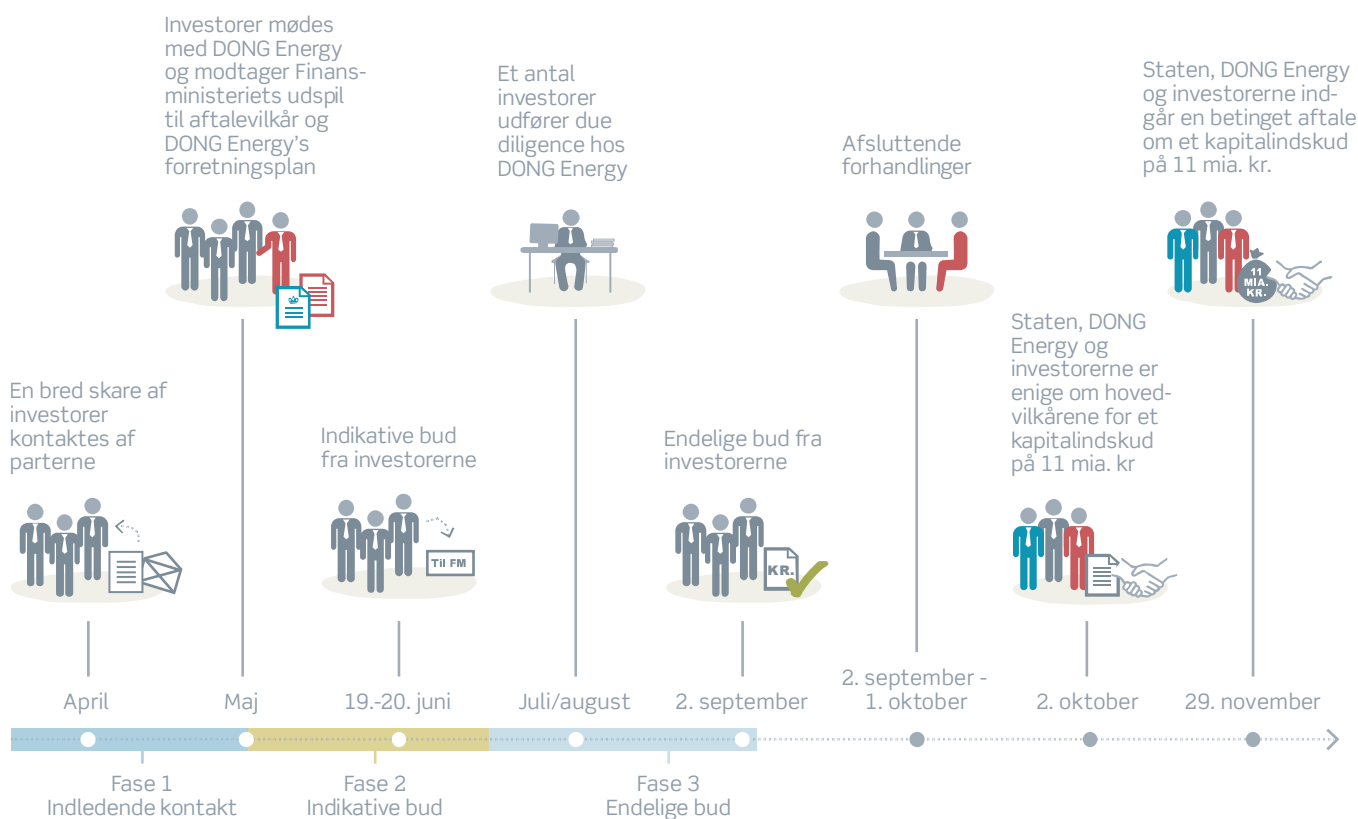 Investorer mødes
med DONG Energy
og modtager Finans-
ministeriets udspil
til aftalevilkår og
DONG Energy's
forretningsplan
Et antal
investorer
udfører due
diligence hos
DONG Energy
Afsluttende
forhandlinger
Staten, DONG Energy
og investorerne ind-
går en betinget aftale
om et kapitalindskud
på 11 mia. kr.
11
MIA.
KR.
En bred skare af
investorer
kontaktes af
parterne
Indikative bud
fra investorerne
Til FM
Endelige bud fra
investorerne
KR.
Staten, DONG
Energy og
investorerne er
enige om hoved-
vilkårene for et
kapitalindskud
på 11 mia. kr
April
Maj
19.-20. juni
Juli/august
2. september
2. september -
1. oktober
2. oktober
29. november
Fase 1
Indledende kontakt
Fase 2
Indikative bud
Fase 3
Endelige bud